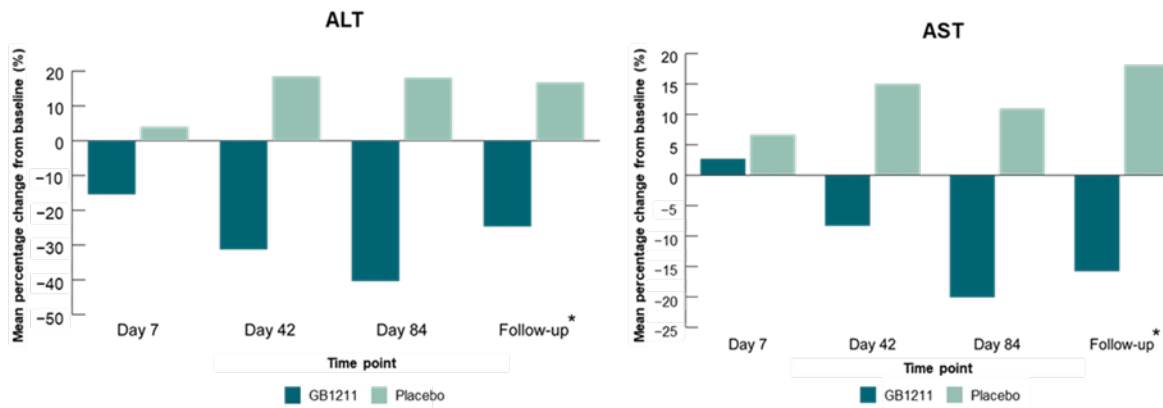 ALT
Mean percentage change from baseline (%)
20
10
0
−10
−20
−30
−40
−50
Day 7 Day 42 Day 84 Follow-up*
Time point
GB1211 Placebo
AST
Mean percentage change from baseline (%)
20
15
10
5
0
−5
−10
−15
−20
−25
Day 7 Day 42 Day 84 Follow-up*
Time point
GB1211 Placebo